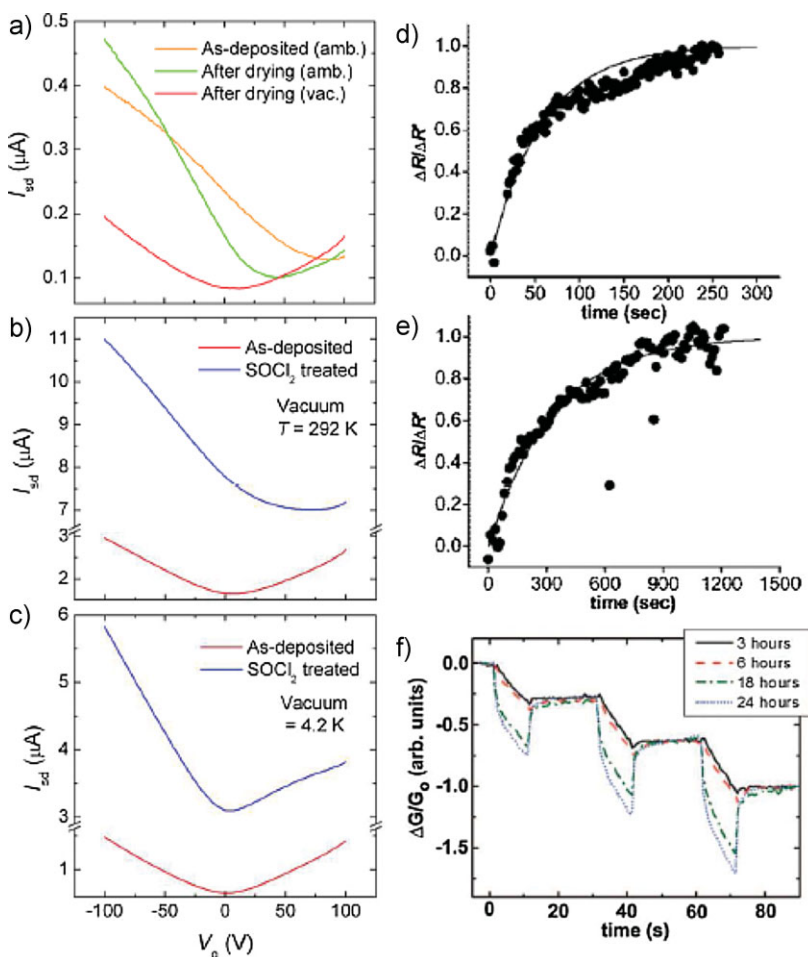 a)
0.5
0.4
0.3
0.2
0.1
I_sd (µA)
As-deposited (amb.)
After drying (amb.)
After drying (vac.)
b)
11
10
9
8
7
3
2
I_sd (µA)
As-deposited
SOCl₂ treated
Vacuum
T = 292 K
c)
6
5
4
3
1
I_sd (µA)
As-deposited
SOCl₂ treated
Vacuum
= 4.2 K
-100 -50 0 50 100
V_g (V)
d)
1.0
0.8
0.6
0.4
0.2
0.0
ΔR/ΔR*
0 50 100 150 200 250 300
time (sec)
e)
1.0
0.8
0.6
0.4
0.2
0.0
ΔR/ΔR*
0 300 600 900 1200 1500
time (sec)
f)
3 hours
6 hours
18 hours
24 hours
0.0
-0.5
-1.0
-1.5
ΔG/G₀ (arb. units)
0 20 40 60 80
time (s)